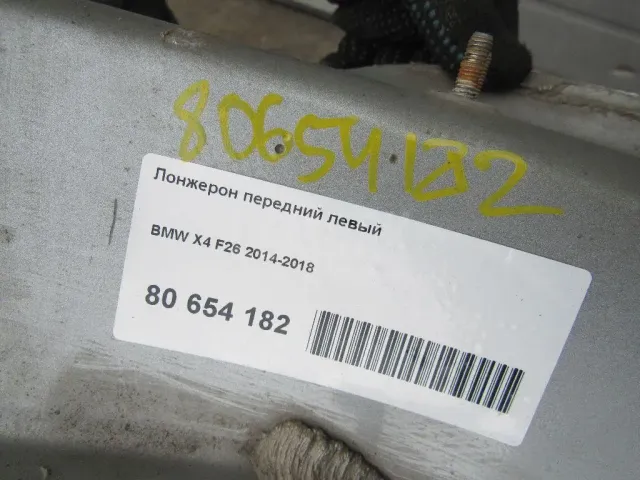 80654182
Лонжерон передний левый
BMW X4 F26 2014-2018
80 654 182